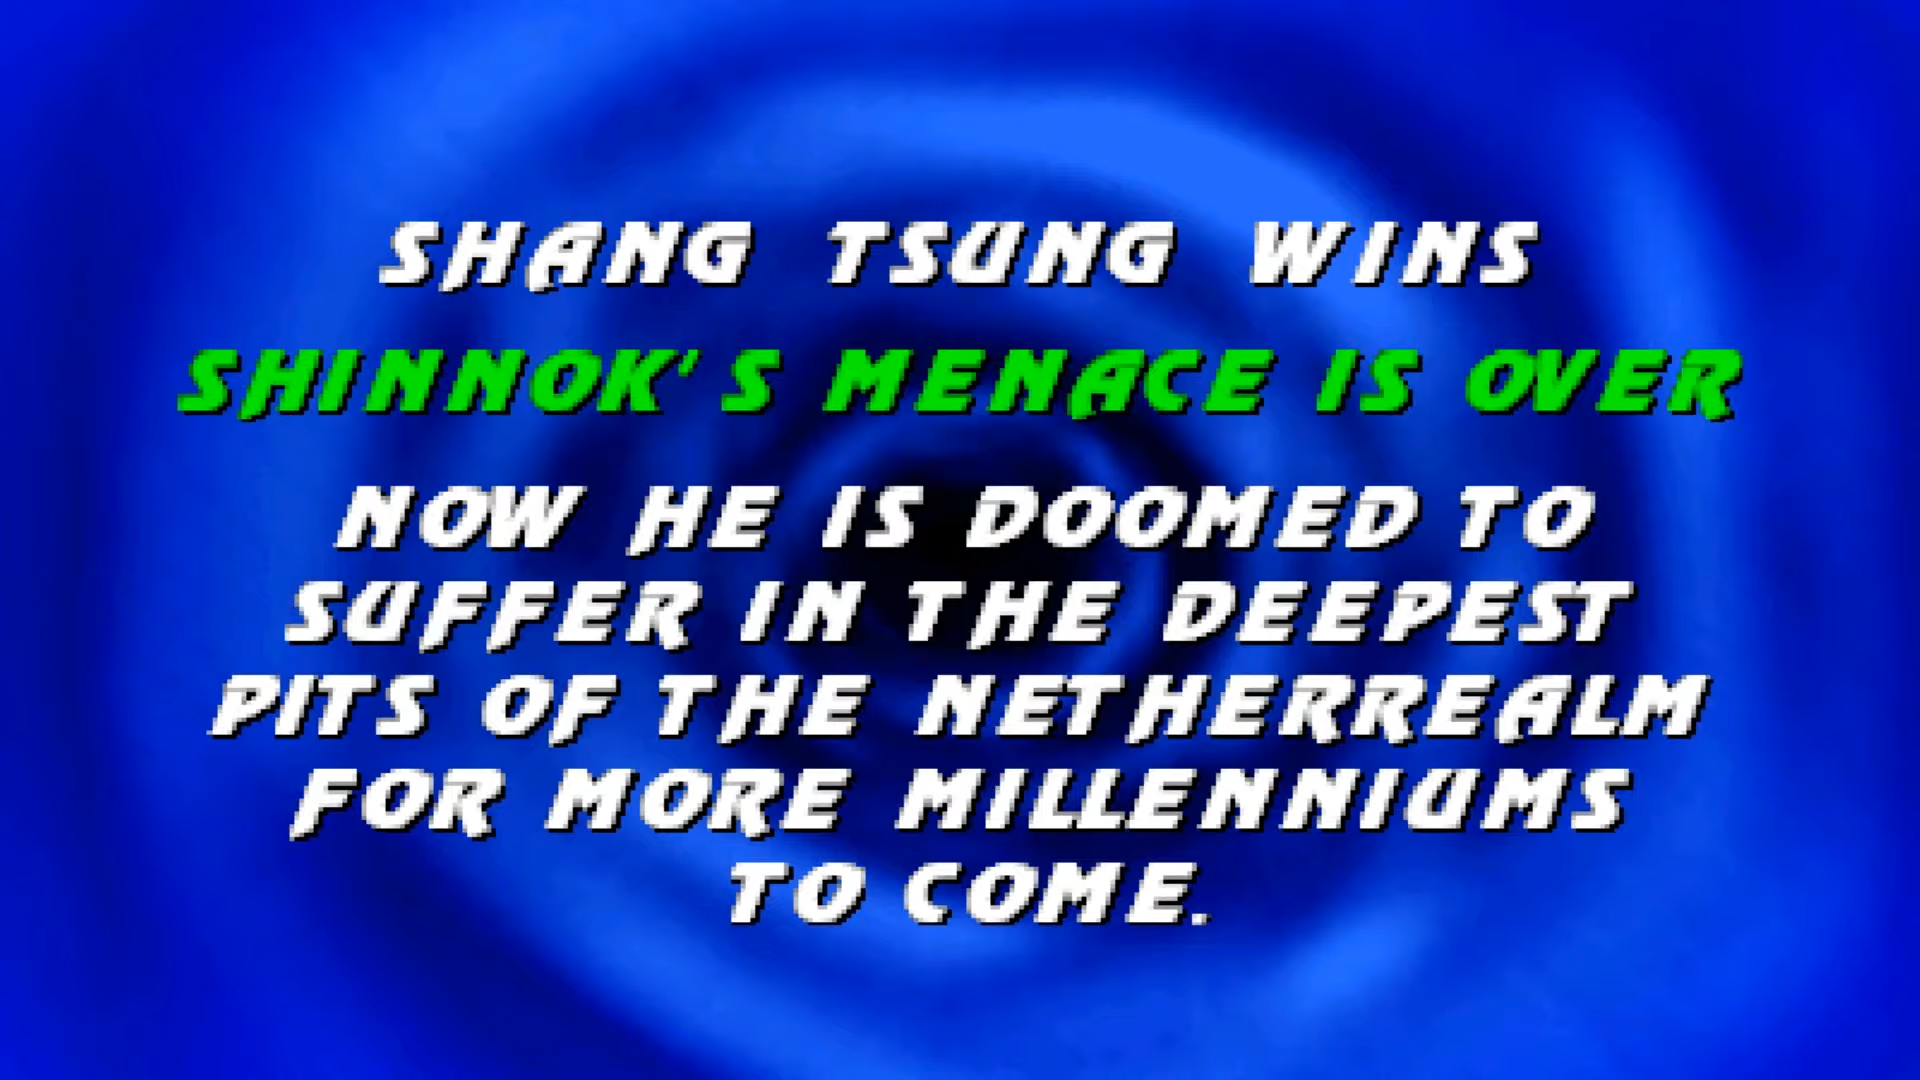 SHANG TSUNG WINS
SHINNOK'S MENACE IS OVER
NOW HE IS DOOMED TO
SUFFER IN THE DEEPEST
PITS OF THE NETHERREALM
FOR MORE MILLENNIUMS
TO COME.